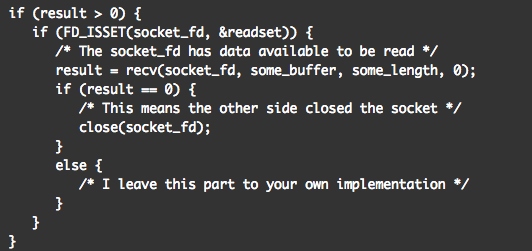 if (result > 0) {
if (FD_ISSET(socket_fd, &readset)) {
/* The socket_fd has data available to be read */
result = recv(socket_fd, some_buffer, some_length, 0);
if (result == 0) {
/* This means the other side closed the socket */
close(socket_fd);
}
else {
/* I leave this part to your own implementation */
}
}
}